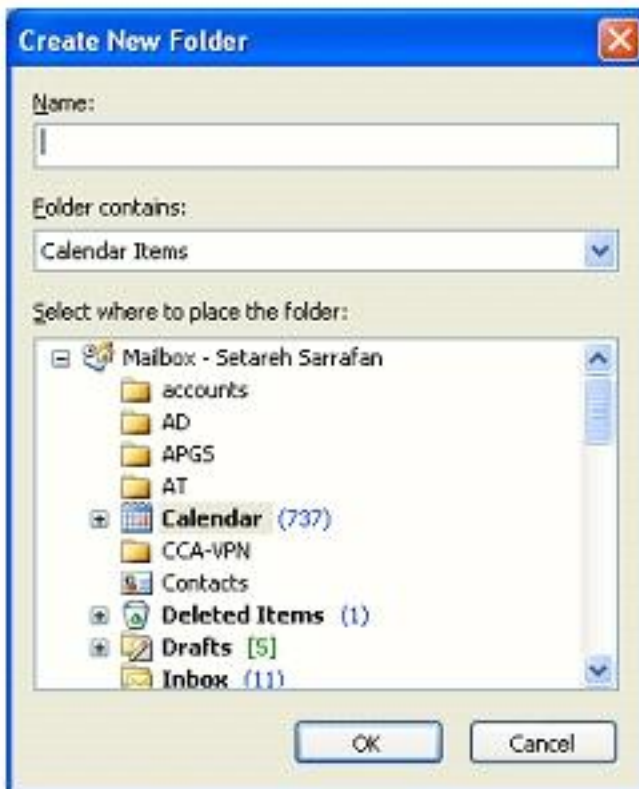 Create New Folder
Name:
Folder contains:
Calendar Items
Select where to place the folder:
Mailbox - Setareh Sarrafan
accounts
AD
APGS
AT
Calendar (737)
CCA-VPN
Contacts
Deleted Items (1)
Drafts [5]
Inbox (11)
OK Cancel